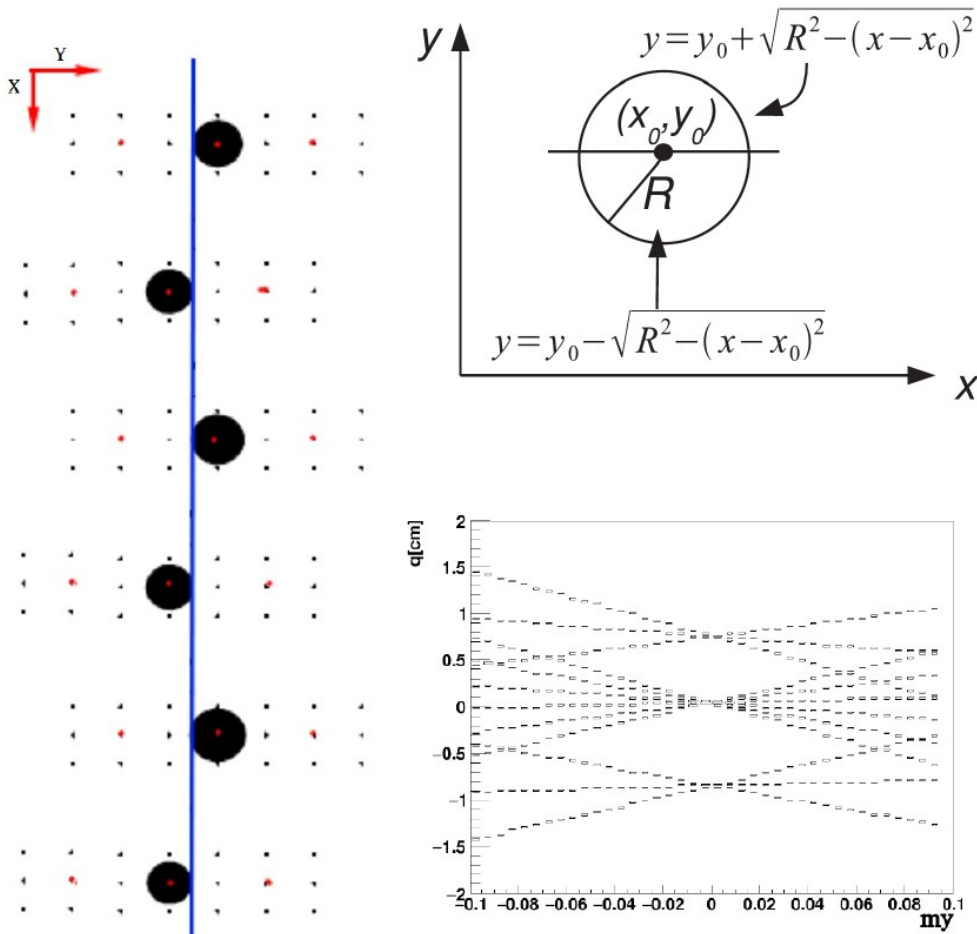 Y
X
y
y = y₀ + √(R² − (x − x₀)²)
(x₀, y₀)
R
y = y₀ − √(R² − (x − x₀)²)
x
q[cm]
2
1.5
1
0.5
0
−0.5
−1
−1.5
−2
−0.1 −0.08 −0.06 −0.04 −0.02 0 0.02 0.04 0.06 0.08 0.1
my